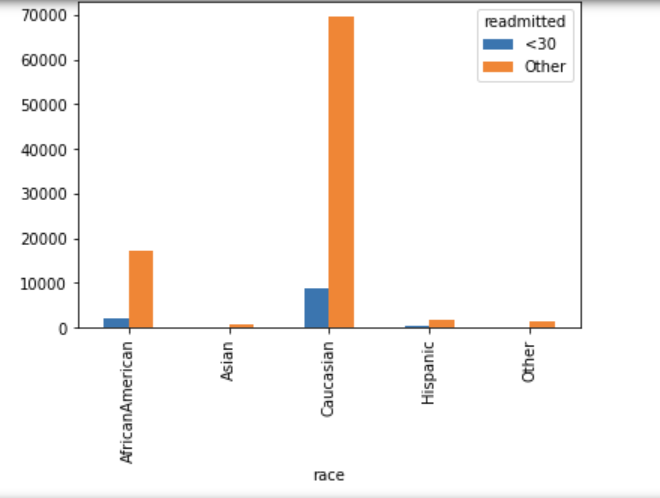 70000
60000
50000
40000
30000
20000
10000
0
readmitted
<30
Other
AfricanAmerican
Asian
Caucasian
Hispanic
Other
race